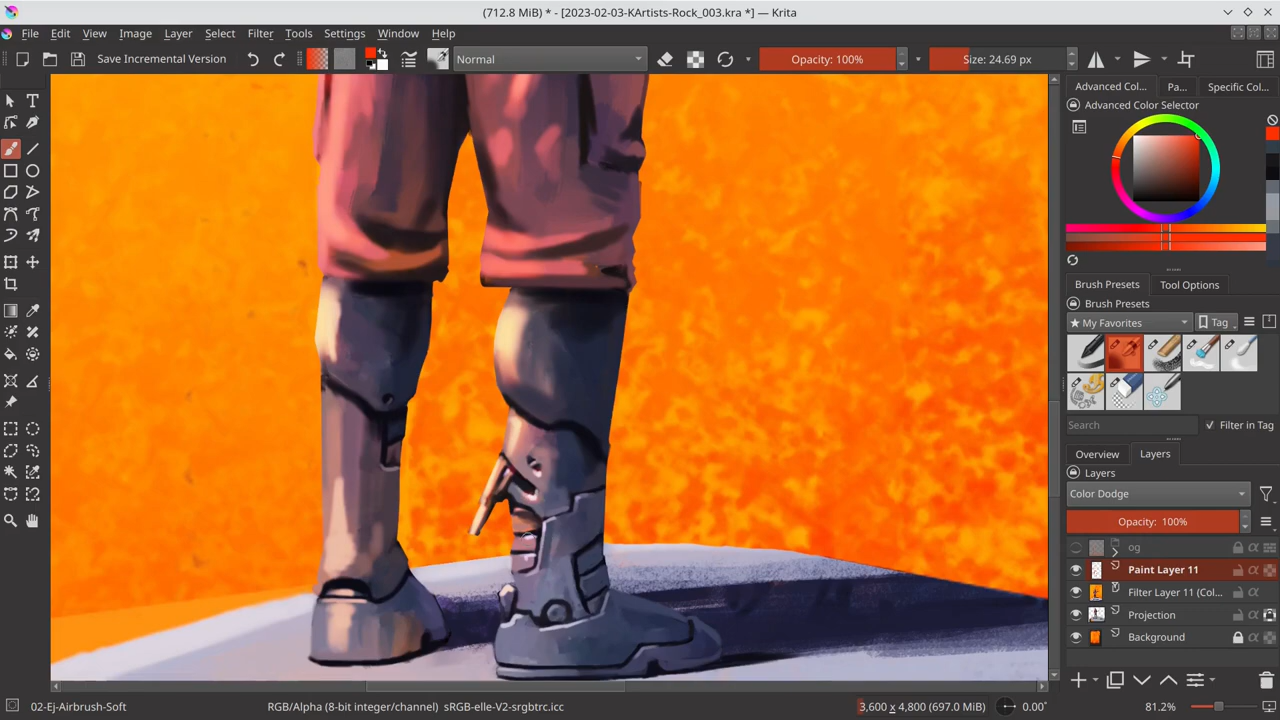 (712.8 MiB) * - [2023-02-03-KArtists-Rock_003.kra *] — Krita
File Edit View Image Layer Select Filter Tools Settings Window Help
Save Incremental Version Normal Opacity: 100% Size: 24.69 px
Advanced Col... Pa... Specific Col...
Advanced Color Selector
Brush Presets Tool Options
Brush Presets
★ My Favorites Tag
Search Filter in Tag
Overview Layers
Layers
Color Dodge
Opacity: 100%
og
Paint Layer 11
Filter Layer 11 (Col...
Projection
Background
02-Ej-Airbrush-Soft RGB/Alpha (8-bit integer/channel) sRGB-elle-V2-srgbtrc.icc 3,600 x 4,800 (697.0 MiB) 0.00° 81.2%